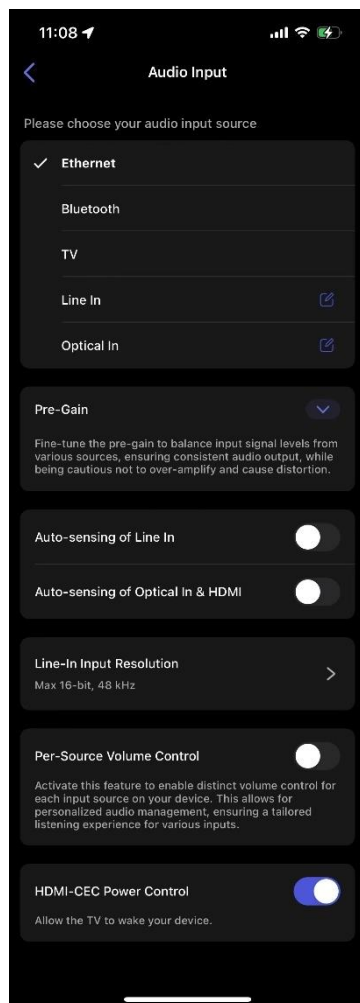 11:08
Audio Input
Please choose your audio input source
Ethernet
Bluetooth
TV
Line In
Optical In
Pre-Gain
Fine-tune the pre-gain to balance input signal levels from
various sources, ensuring consistent audio output, while
being cautious not to over-amplify and cause distortion.
Auto-sensing of Line In
Auto-sensing of Optical In & HDMI
Line-In Input Resolution
Max 16-bit, 48 kHz
Per-Source Volume Control
Activate this feature to enable distinct volume control for
each input source on your device. This allows for
personalized audio management, ensuring a tailored
listening experience for various inputs.
HDMI-CEC Power Control
Allow the TV to wake your device.